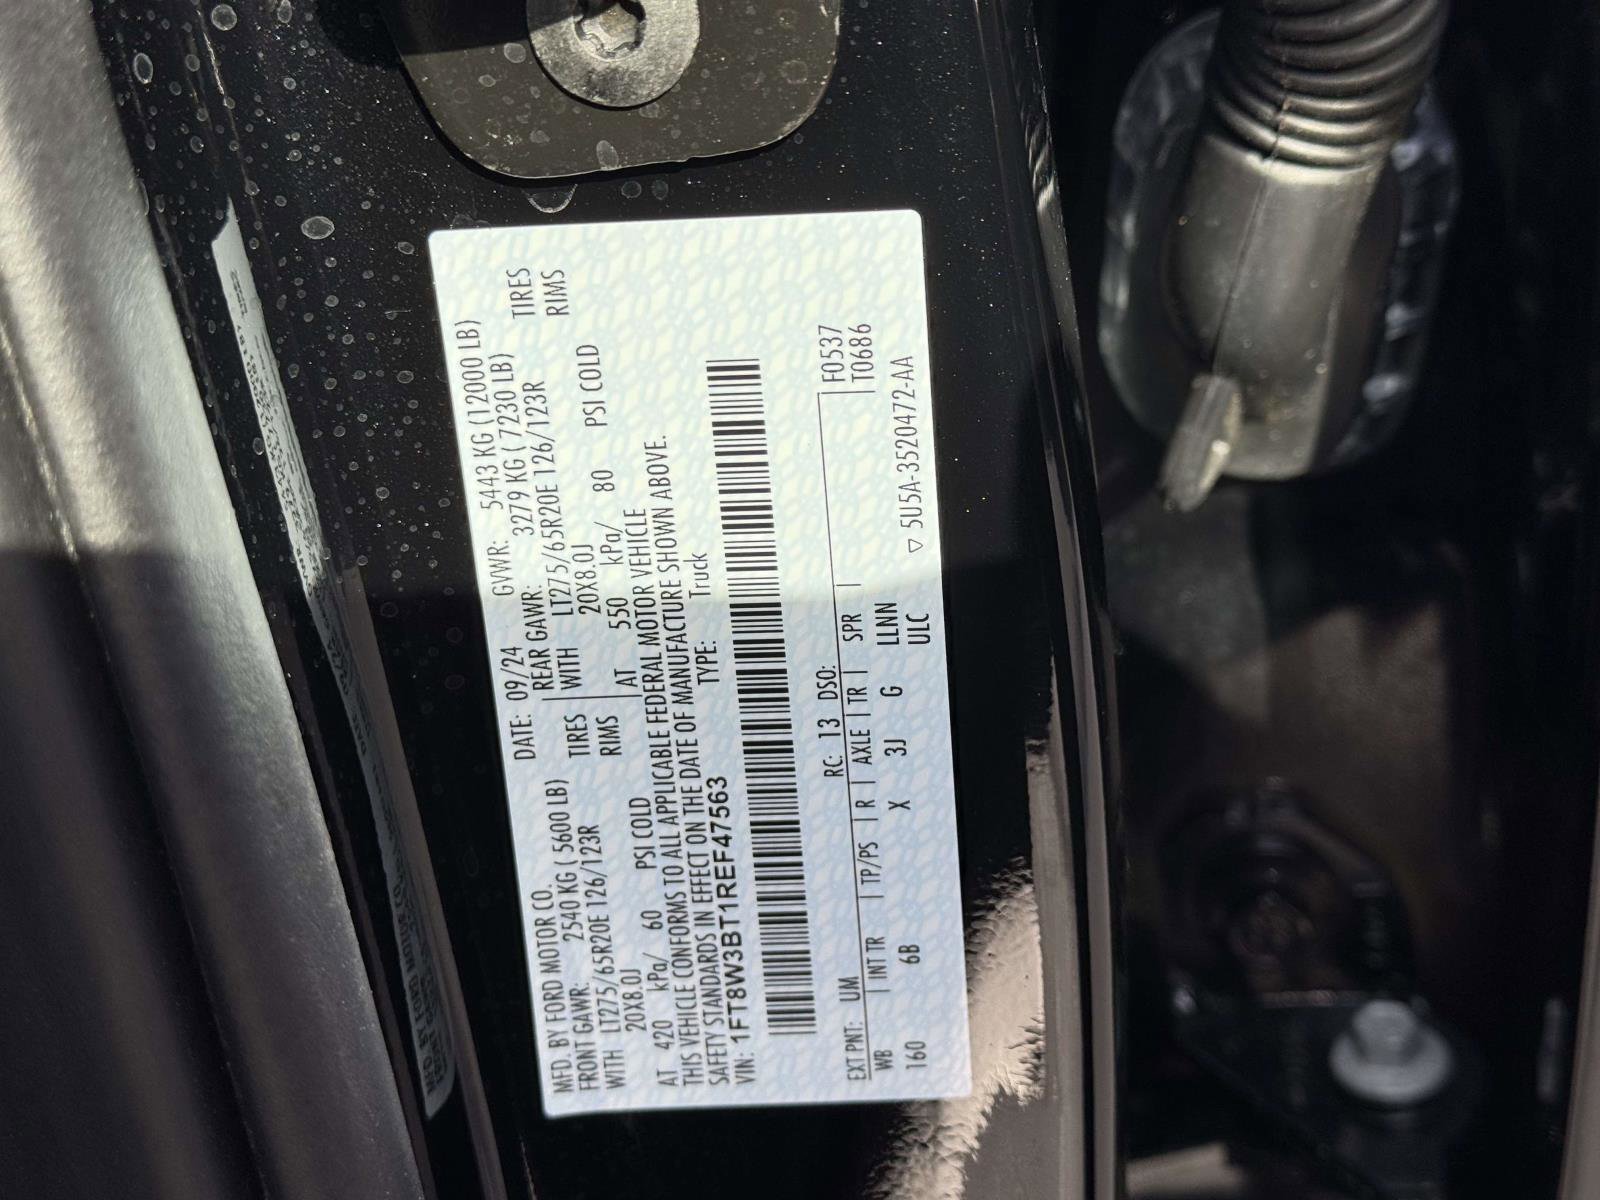 MFD. BY FORD MOTOR CO.
DATE: 09/24 GVWR: 5443 KG (12000 LB)
FRONT GAWR: 2540 KG ( 5600 LB) REAR GAWR: 3279 KG ( 7230 LB)
WITH LT275/65R20E 126/123R TIRES WITH LT275/65R20E 126/123R TIRES
20X8.0J RIMS 20X8.0J RIMS
AT 420 kPa/ 60 PSI COLD AT 550 kPa/ 80 PSI COLD
THIS VEHICLE CONFORMS TO ALL APPLICABLE FEDERAL MOTOR VEHICLE
SAFETY STANDARDS IN EFFECT ON THE DATE OF MANUFACTURE SHOWN ABOVE.
VIN: 1FT8W3BT1REF47563 TYPE: Truck
F0537
T0686
EXT PNT: UM RC: 13 DSO:
WB | INT TR | TP/PS | R | AXLE | TR | SPR |
160 6B X 3J G LLNN
ULC
▽ 5U5A-3520472-AA